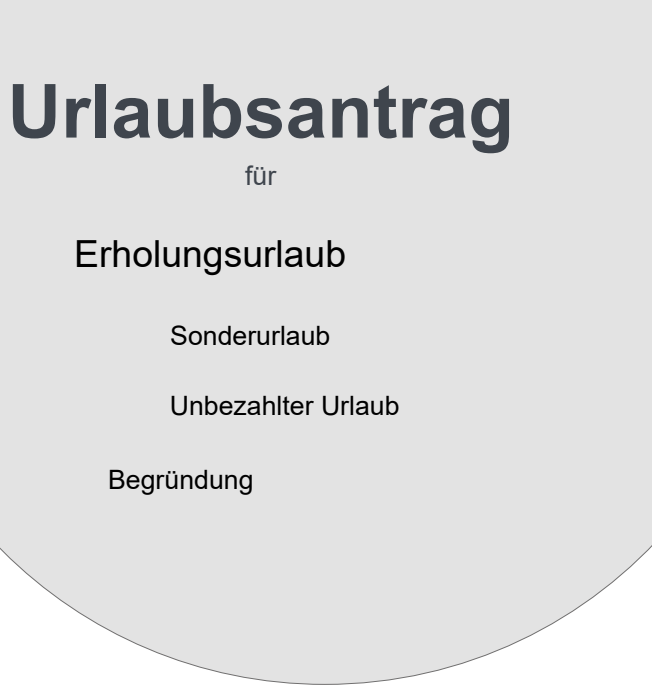 Urlaubsantrag
für
Erholungsurlaub
Sonderurlaub
Unbezahlter Urlaub
Begründung